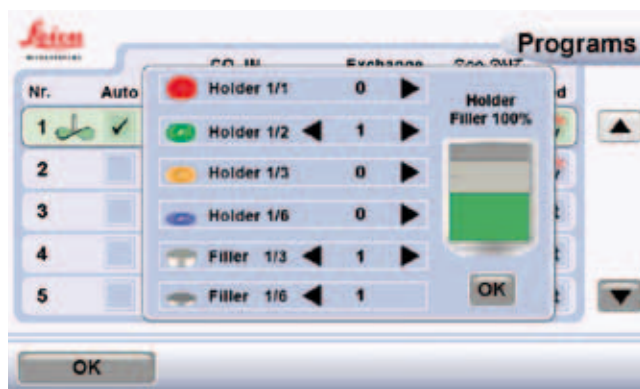 Leica
Programs
Nr. Auto
Exchange
Holder 1/1 0
Holder 1/2 1
Holder 1/3 0
Holder 1/6 0
Filler 1/3 1
Filler 1/6 1
Holder
Filler 100%
OK
1
2
3
4
5
OK